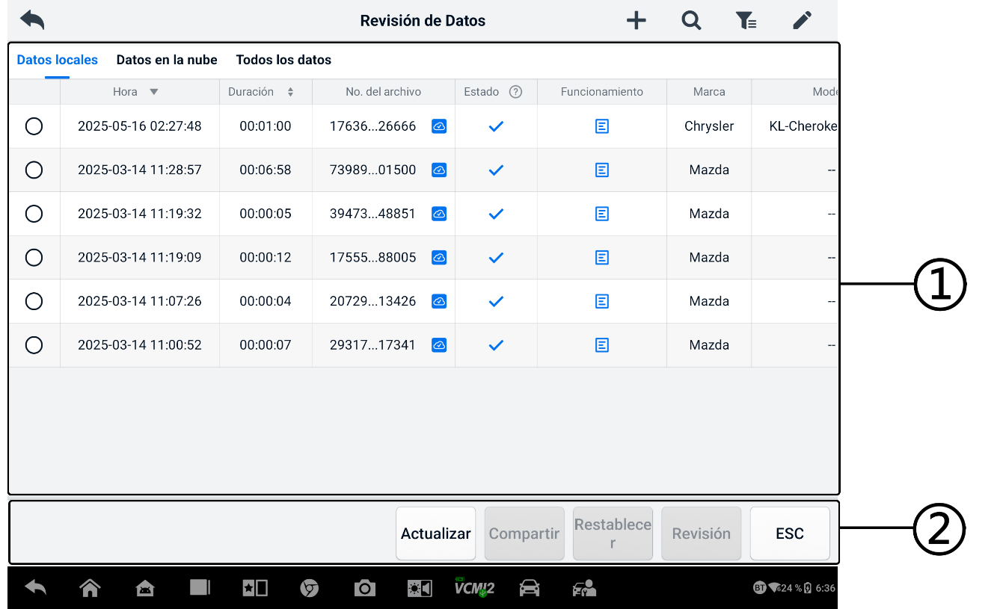 Revisión de Datos
Datos locales Datos en la nube Todos los datos
Hora Duración No. del archivo Estado ? Funcionamiento Marca Mode
2025-05-16 02:27:48 00:01:00 17636...26666 Chrysler KL-Cheroke
2025-03-14 11:28:57 00:06:58 73989...01500 Mazda --
2025-03-14 11:19:32 00:00:05 39473...48851 Mazda --
2025-03-14 11:19:09 00:00:12 17555...88005 Mazda --
2025-03-14 11:07:26 00:00:04 20729...13426 Mazda --
2025-03-14 11:00:52 00:00:07 29317...17341 Mazda --
①
Actualizar Compartir Restablece
r Revisión ESC
②
VCMI2 BT 6 24 % 6:36